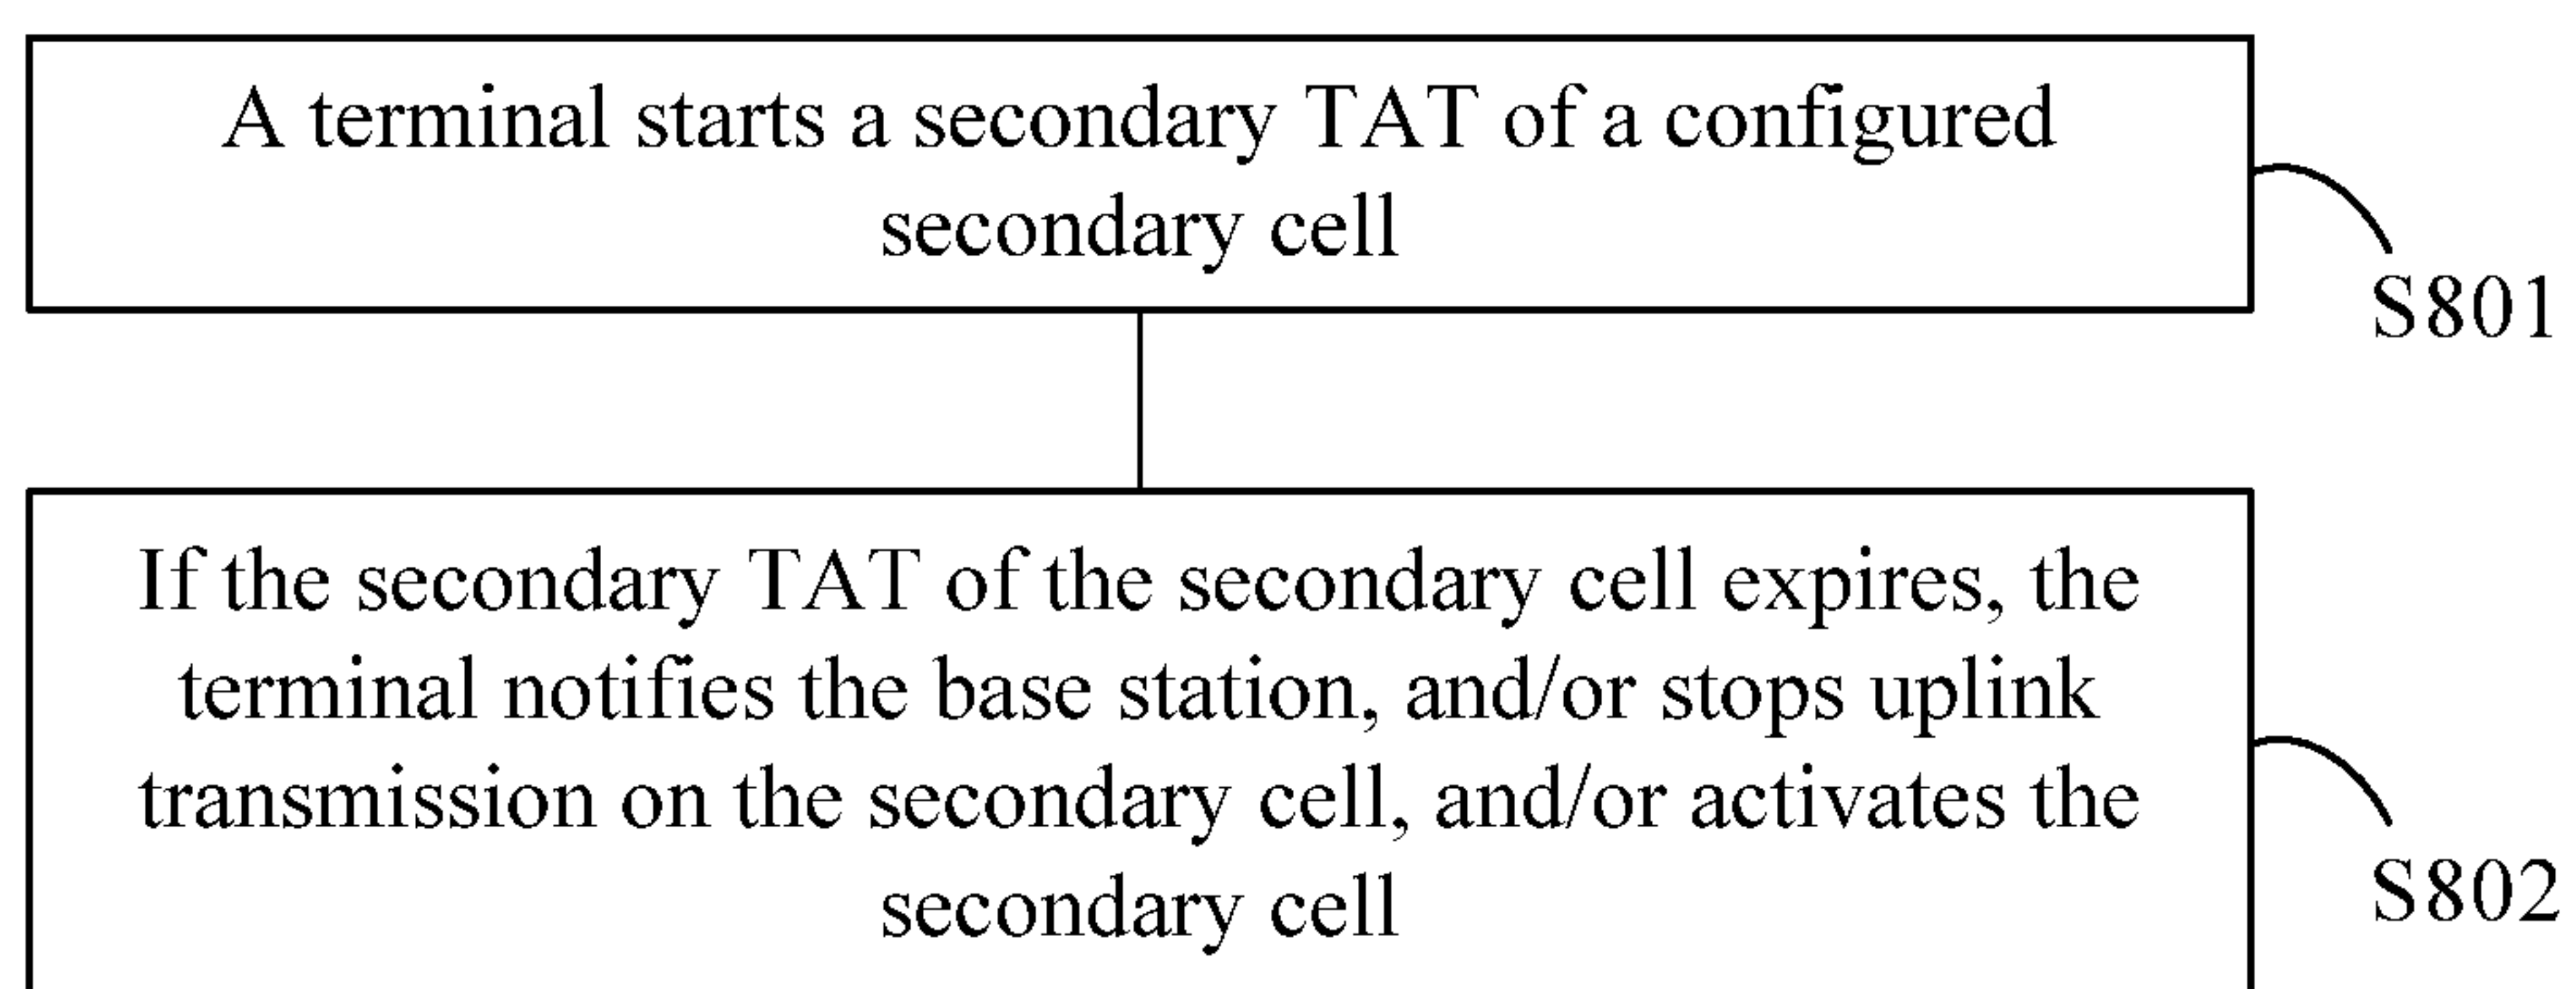 A terminal starts a secondary TAT of a configured
secondary cell
S801
If the secondary TAT of the secondary cell expires, the
terminal notifies the base station, and/or stops uplink
transmission on the secondary cell, and/or activates the
secondary cell
S802